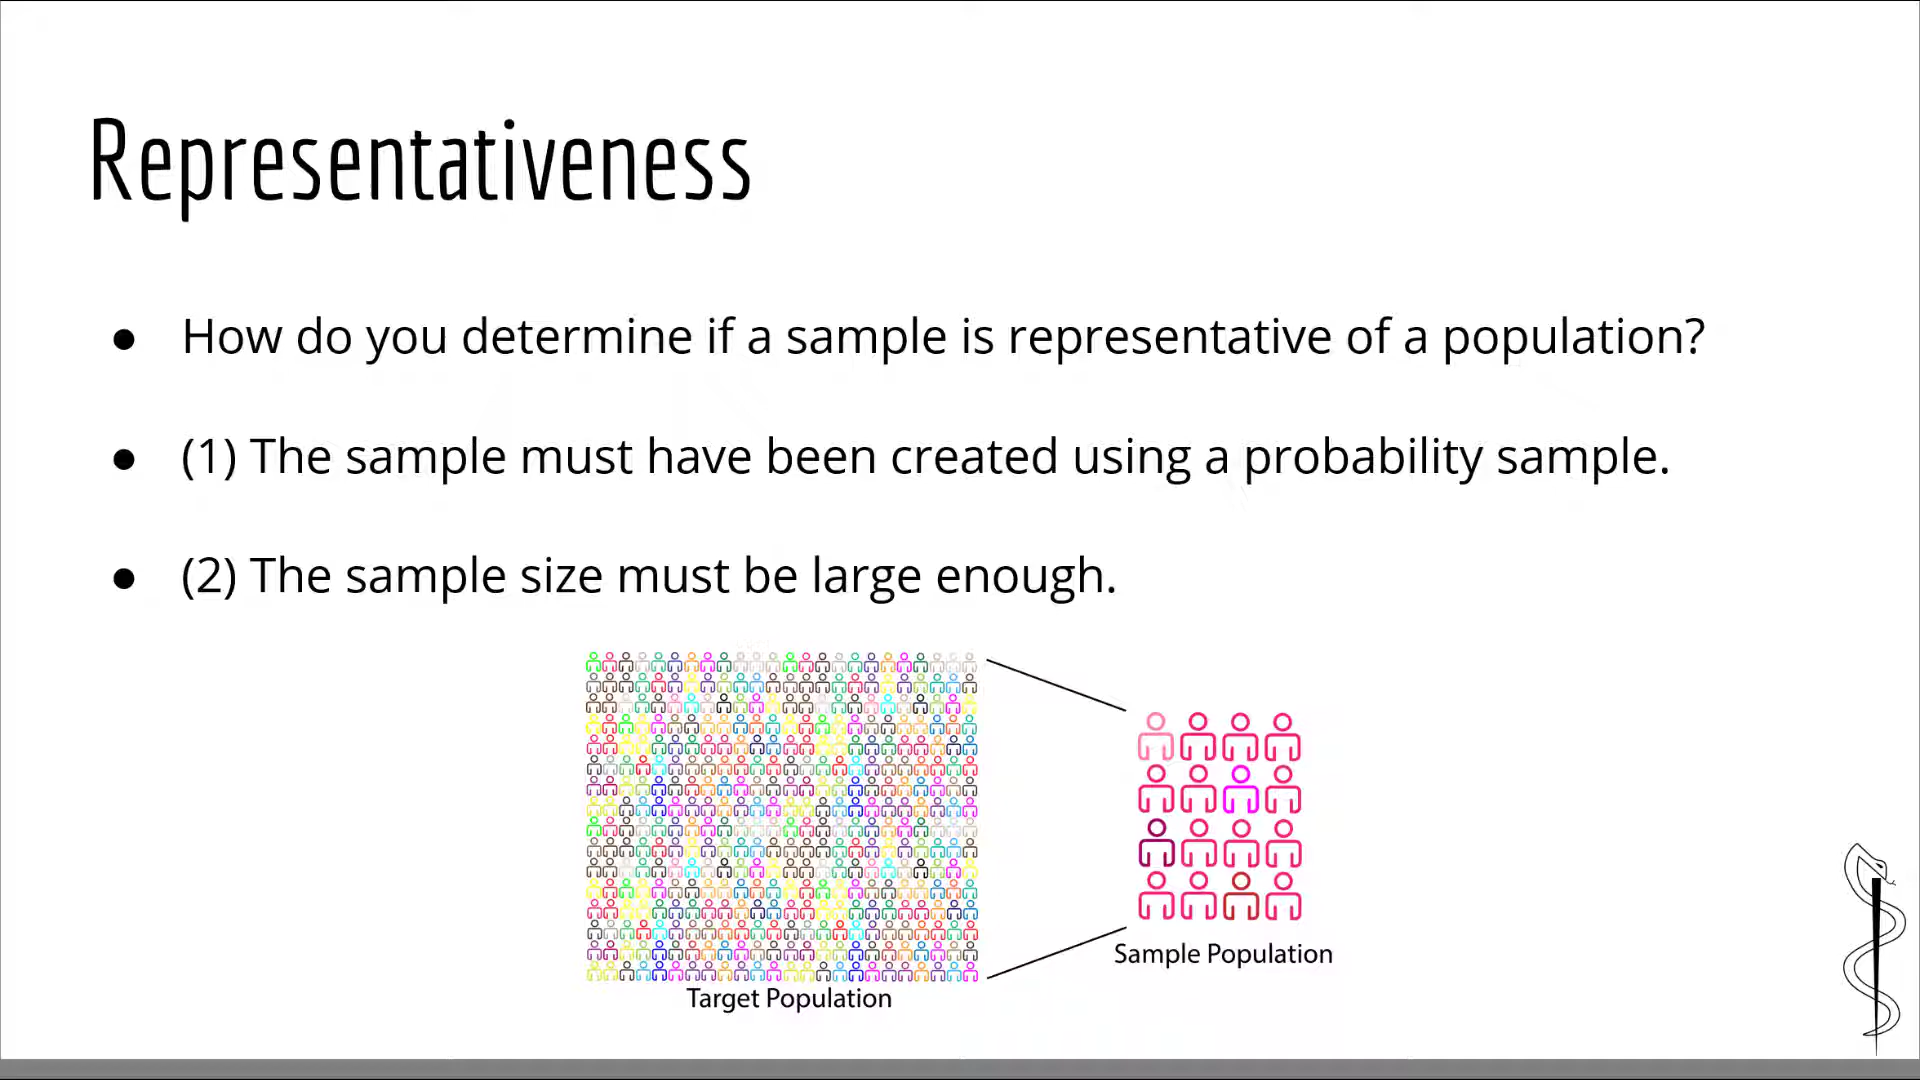 Representativeness
● How do you determine if a sample is representative of a population?
● (1) The sample must have been created using a probability sample.
● (2) The sample size must be large enough.
Sample Population
Target Population